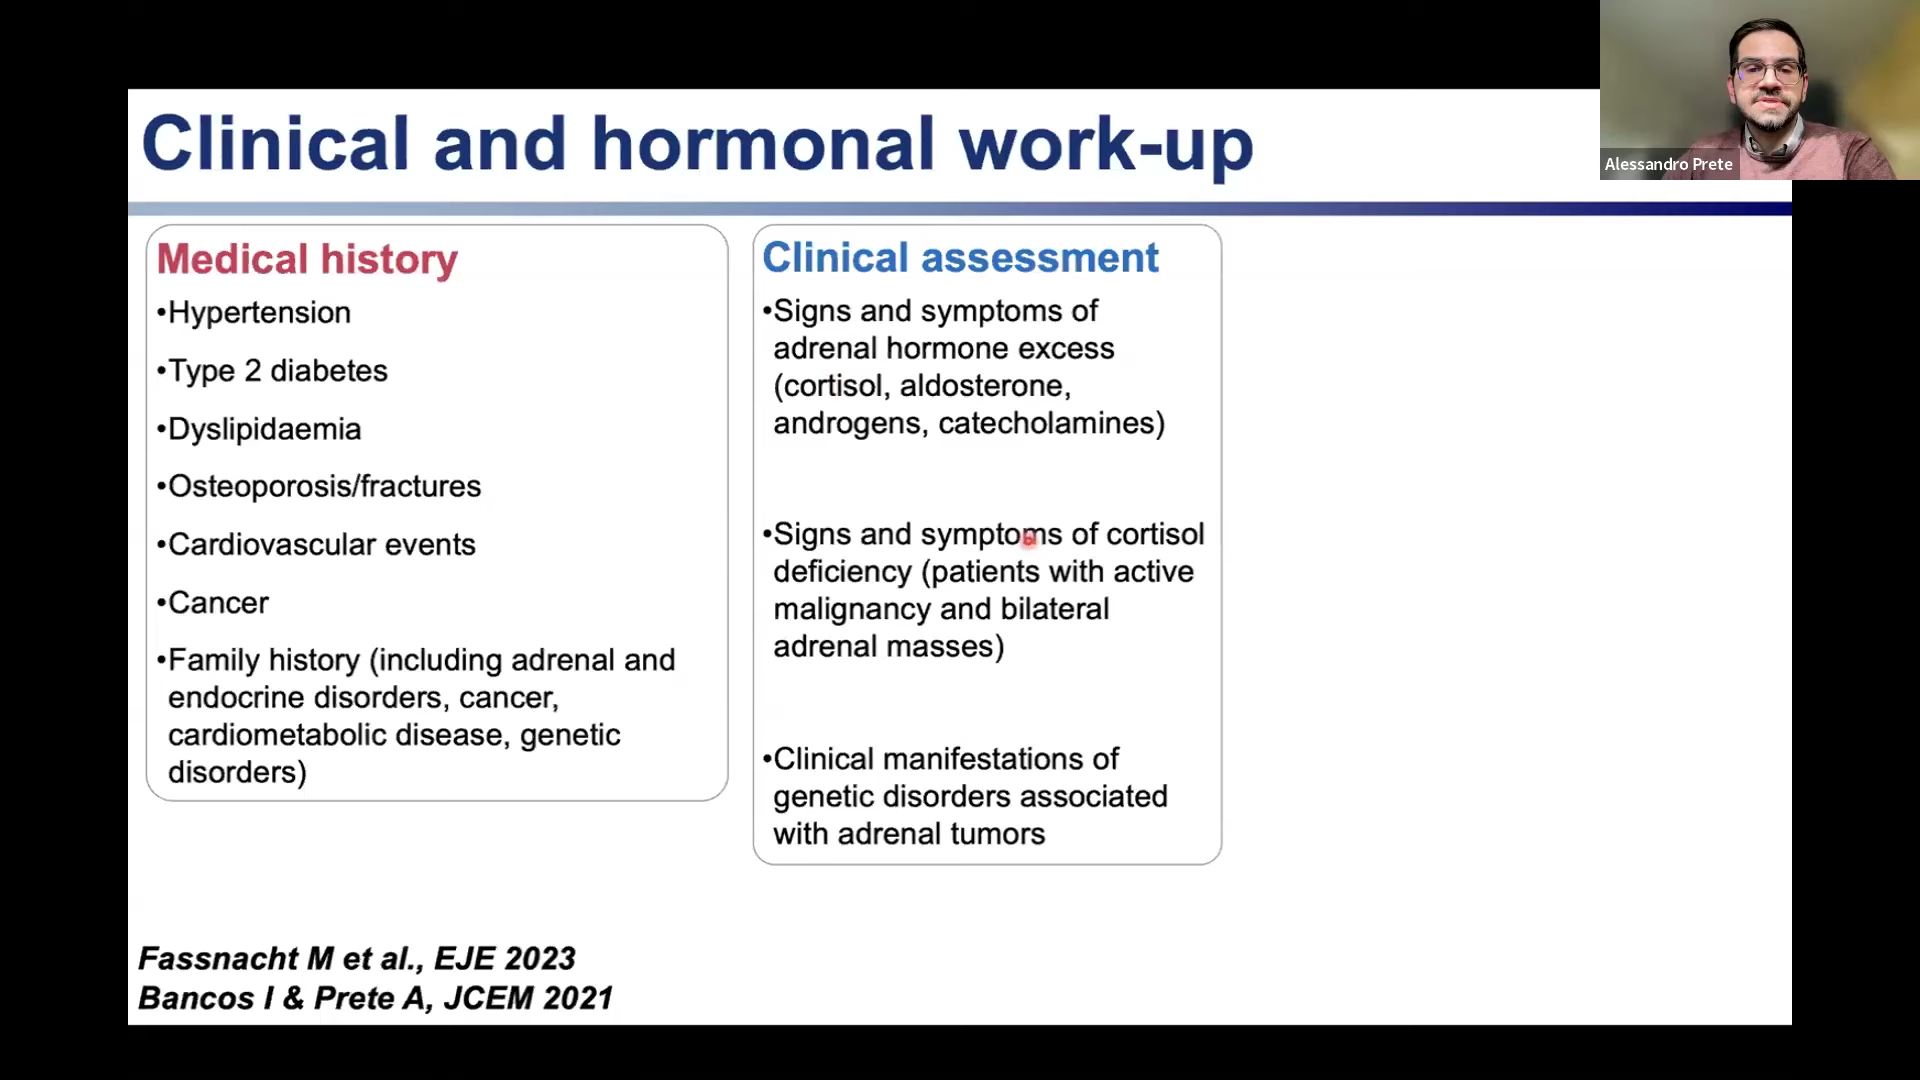 Clinical and hormonal work-up
Alessandro Prete
Medical history
•Hypertension
•Type 2 diabetes
•Dyslipidaemia
•Osteoporosis/fractures
•Cardiovascular events
•Cancer
•Family history (including adrenal and
endocrine disorders, cancer,
cardiometabolic disease, genetic
disorders)
Clinical assessment
•Signs and symptoms of
adrenal hormone excess
(cortisol, aldosterone,
androgens, catecholamines)
•Signs and symptoms of cortisol
deficiency (patients with active
malignancy and bilateral
adrenal masses)
•Clinical manifestations of
genetic disorders associated
with adrenal tumors
Fassnacht M et al., EJE 2023
Bancos I & Prete A, JCEM 2021